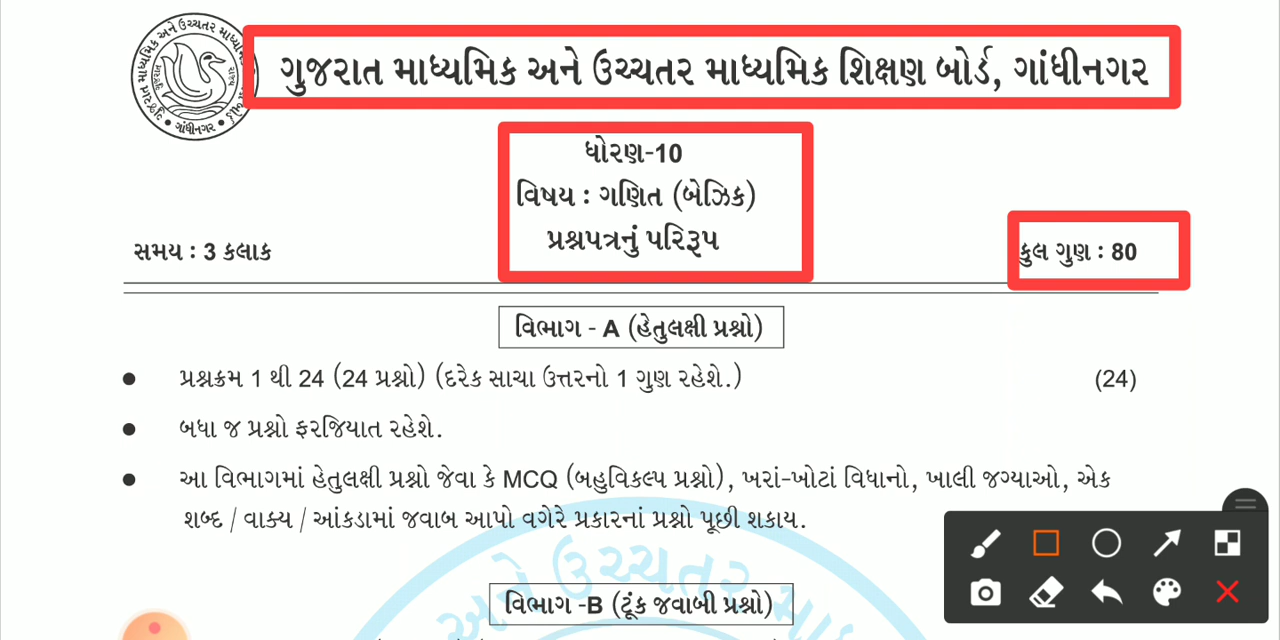 ગુજરાત માધ્યમિક અને ઉચ્ચતર માધ્યમિક શિક્ષણ બોર્ડ, ગાંધીનગર
ધોરણ-10
વિષય : ગણિત (બેઝિક)
પ્રશ્નપત્રનું પરિરૂપ
સમય : 3 કલાક
કુલ ગુણ : 80
વિભાગ - A (હેતુલક્ષી પ્રશ્નો)
● પ્રશ્નક્રમ 1 થી 24 (24 પ્રશ્નો) (દરેક સાચા ઉત્તરનો 1 ગુણ રહેશે.) (24)
● બધા જ પ્રશ્નો ફરજિયાત રહેશે.
● આ વિભાગમાં હેતુલક્ષી પ્રશ્નો જેવા કે MCQ (બહુવિકલ્પ પ્રશ્નો), ખરાં-ખોટાં વિધાનો, ખાલી જગ્યાઓ, એક
શબ્દ / વાક્ય / આંકડામાં જવાબ આપો વગેરે પ્રકારનાં પ્રશ્નો પૂછી શકાય.
અને ઉચ્ચતર
વિભાગ -B (ટૂંક જવાબી પ્રશ્નો)